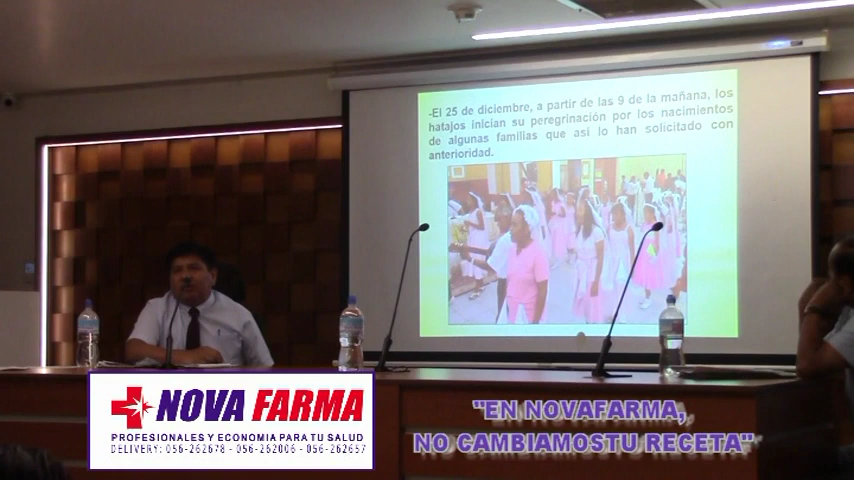 -El 25 de diciembre, a partir de las 9 de la mañana, los
hatajos inician su peregrinación por los nacimientos
de algunas familias que así lo han solicitado con
anterioridad.
NOVA FARMA
PROFESIONALES Y ECONOMIA PARA TU SALUD
DELIVERY: 056-262678 - 056-262006 - 056-262657
"EN NOVAFARMA,
NO CAMBIAMOSTU RECETA"